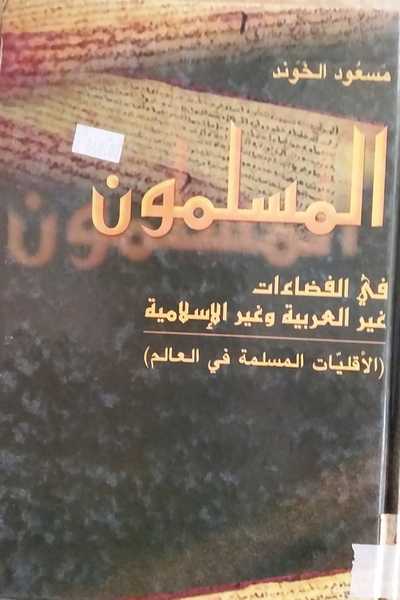 مسعود الخوند
المسلمون
في الفضاءات
غير العربية وغير الإسلامية
(الأقليّات المسلمة في العالم)